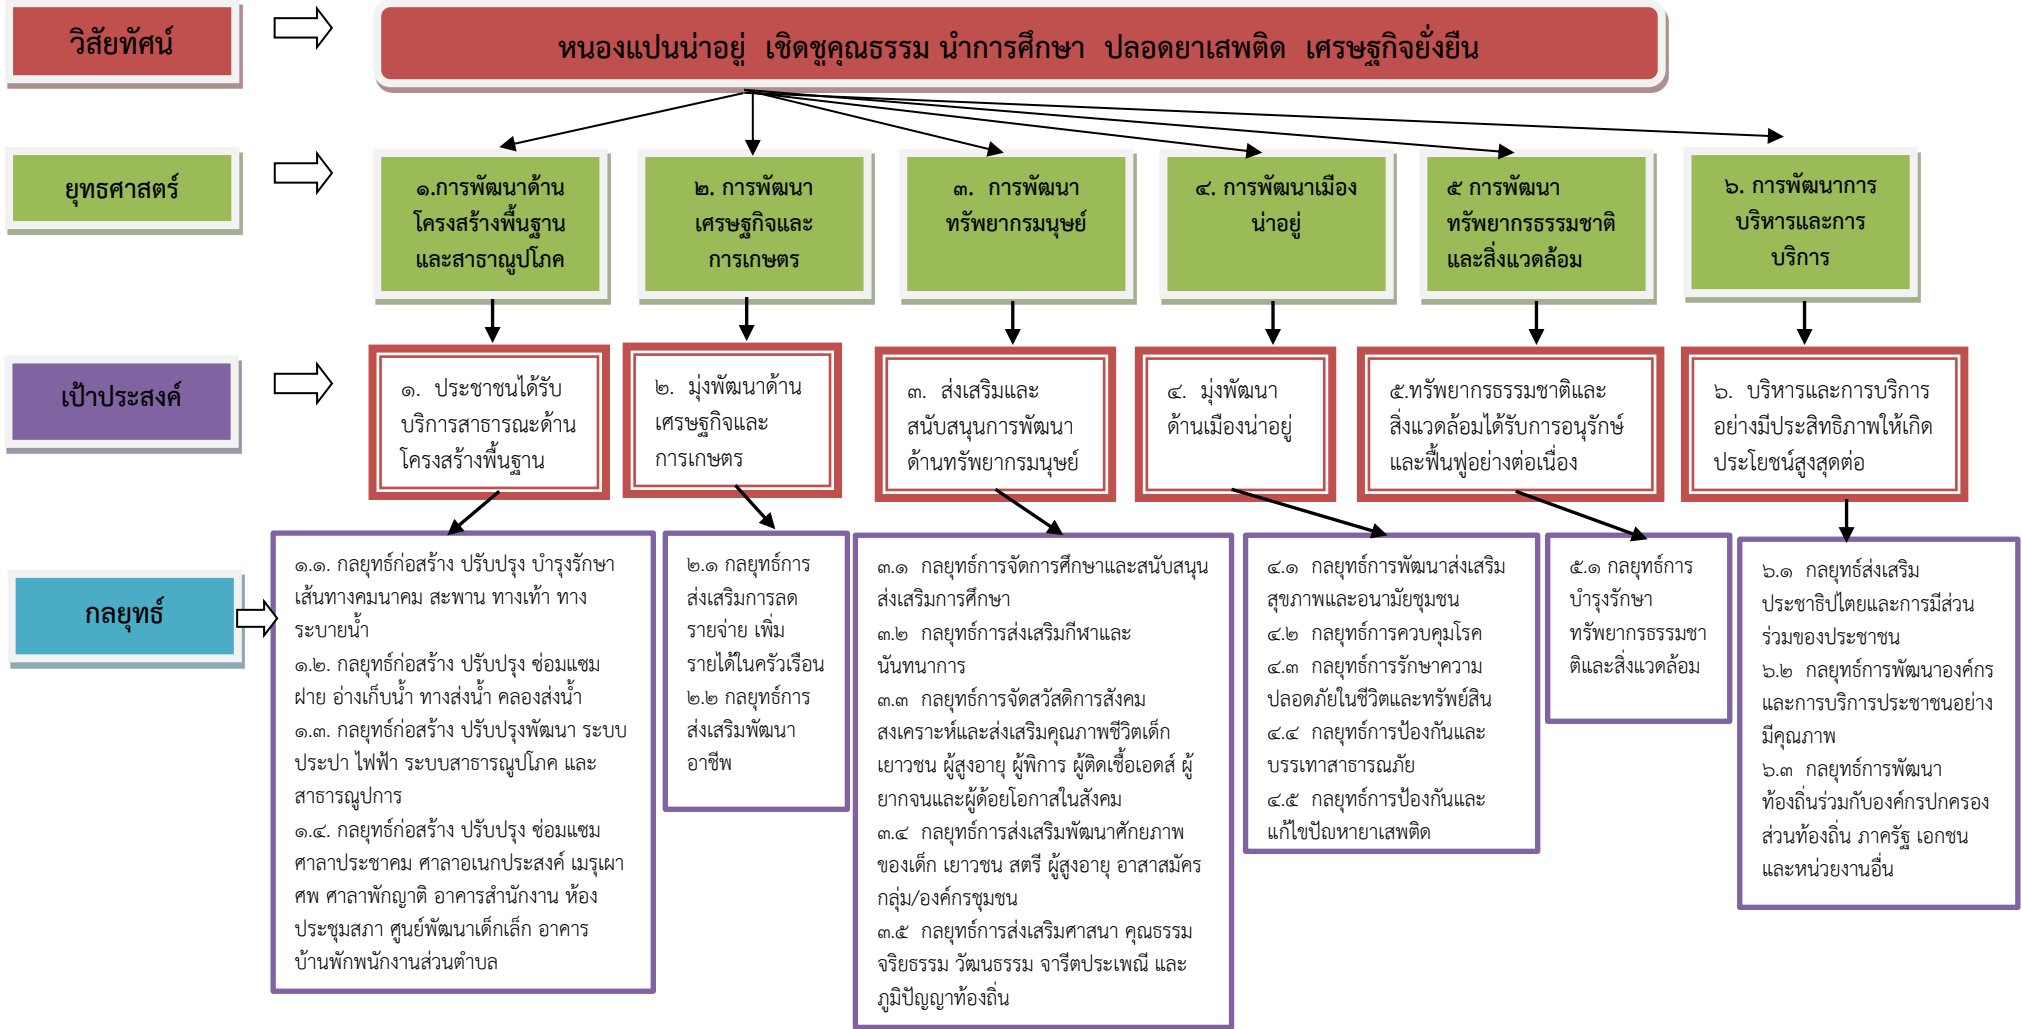 วิสัยทัศน์
หนองแปนน่าอยู่ เชิดชูคุณธรรม นำการศึกษา ปลอดยาเสพติด เศรษฐกิจยั่งยืน
ยุทธศาสตร์
๑.การพัฒนาด้าน
โครงสร้างพื้นฐาน
และสาธาณูปโภค
๒. การพัฒนา
เศรษฐกิจและ
การเกษตร
๓. การพัฒนา
ทรัพยากรมนุษย์
๔. การพัฒนาเมือง
น่าอยู่
๕ การพัฒนา
ทรัพยากรธรรมชาติ
และสิ่งแวดล้อม
๖. การพัฒนาการ
บริหารและการ
บริการ
เป้าประสงค์
๑. ประชาชนได้รับ
บริการสาธารณะด้าน
โครงสร้างพื้นฐาน
๒. มุ่งพัฒนาด้าน
เศรษฐกิจและ
การเกษตร
๓. ส่งเสริมและ
สนับสนุนการพัฒนา
ด้านทรัพยากรมนุษย์
๔. มุ่งพัฒนา
ด้านเมืองน่าอยู่
๕.ทรัพยากรธรรมชาติและ
สิ่งแวดล้อมได้รับการอนุรักษ์
และฟื้นฟูอย่างต่อเนื่อง
๖. บริหารและการบริการ
อย่างมีประสิทธิภาพให้เกิด
ประโยชน์สูงสุดต่อ
กลยุทธ์
๑.๑. กลยุทธ์ก่อสร้าง ปรับปรุง บำรุงรักษา
เส้นทางคมนาคม สะพาน ทางเท้า ทาง
ระบายน้ำ
๑.๒. กลยุทธ์ก่อสร้าง ปรับปรุง ซ่อมแซม
ฝาย อ่างเก็บน้ำ ทางส่งน้ำ คลองส่งน้ำ
๑.๓. กลยุทธ์ก่อสร้าง ปรับปรุงพัฒนา ระบบ
ประปา ไฟฟ้า ระบบสาธารณูปโภค และ
สาธารณูปการ
๑.๔. กลยุทธ์ก่อสร้าง ปรับปรุง ซ่อมแซม
ศาลาประชาคม ศาลาอเนกประสงค์ เมรุเผา
ศพ ศาลาพักญาติ อาคารสำนักงาน ห้อง
ประชุมสภา ศูนย์พัฒนาเด็กเล็ก อาคาร
บ้านพักพนักงานส่วนตำบล
๒.๑ กลยุทธ์การ
ส่งเสริมการลด
รายจ่าย เพิ่ม
รายได้ในครัวเรือน
๒.๒ กลยุทธ์การ
ส่งเสริมพัฒนา
อาชีพ
๓.๑ กลยุทธ์การจัดการศึกษาและสนับสนุน
ส่งเสริมการศึกษา
๓.๒ กลยุทธ์การส่งเสริมกีฬาและ
นันทนาการ
๓.๓ กลยุทธ์การจัดสวัสดิการสังคม
สงเคราะห์และส่งเสริมคุณภาพชีวิตเด็ก
เยาวชน ผู้สูงอายุ ผู้พิการ ผู้ติดเชื้อเอดส์ ผู้
ยากจนและผู้ด้อยโอกาสในสังคม
๓.๔ กลยุทธ์การส่งเสริมพัฒนาศักยภาพ
ของเด็ก เยาวชน สตรี ผู้สูงอายุ อาสาสมัคร
กลุ่ม/องค์กรชุมชน
๓.๕ กลยุทธ์การส่งเสริมศาสนา คุณธรรม
จริยธรรม วัฒนธรรม จารีตประเพณี และ
ภูมิปัญญาท้องถิ่น
๔.๑ กลยุทธ์การพัฒนาส่งเสริม
สุขภาพและอนามัยชุมชน
๔.๒ กลยุทธ์การควบคุมโรค
๔.๓ กลยุทธ์การรักษาความ
ปลอดภัยในชีวิตและทรัพย์สิน
๔.๔ กลยุทธ์การป้องกันและ
บรรเทาสาธารณภัย
๔.๕ กลยุทธ์การป้องกันและ
แก้ไขปัญหายาเสพติด
๕.๑ กลยุทธ์การ
บำรุงรักษา
ทรัพยากรธรรมชา
ติและสิ่งแวดล้อม
๖.๑ กลยุทธ์ส่งเสริม
ประชาธิปไตยและการมีส่วน
ร่วมของประชาชน
๖.๒ กลยุทธ์การพัฒนาองค์กร
และการบริการประชาชนอย่าง
มีคุณภาพ
๖.๓ กลยุทธ์การพัฒนา
ท้องถิ่นร่วมกับองค์กรปกครอง
ส่วนท้องถิ่น ภาครัฐ เอกชน
และหน่วยงานอื่น